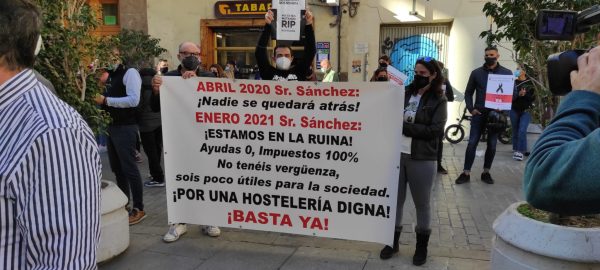 TABAC
RIP
ABRIL 2020 Sr. Sánchez:
¡Nadie se quedará atrás!
ENERO 2021 Sr. Sánchez:
¡ESTAMOS EN LA RUINA!
Ayudas 0, Impuestos 100%
No tenéis vergüenza,
sois poco útiles para la sociedad.
¡POR UNA HOSTELERÍA DIGNA!
¡BASTA YA!